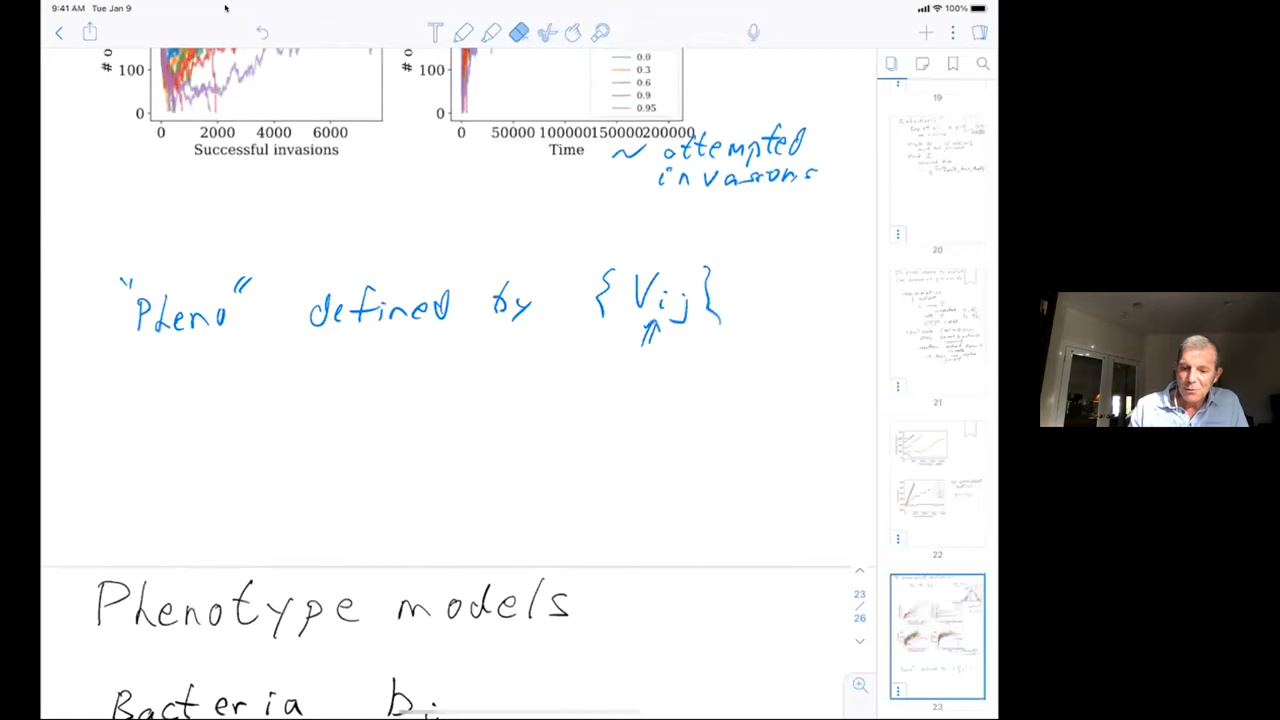 9:41 AM Tue Jan 9
100%
# o
100
0
0 2000 4000 6000
Successful invasions
# o
100
0
0 50000 100000 150000 200000
Time
0.0
0.3
0.6
0.9
0.95
~ attempted
invasions
"Pheno" defined by { Vij }
Phenotype models
Bacteria bi
19
20
21
22
23
/
26
23